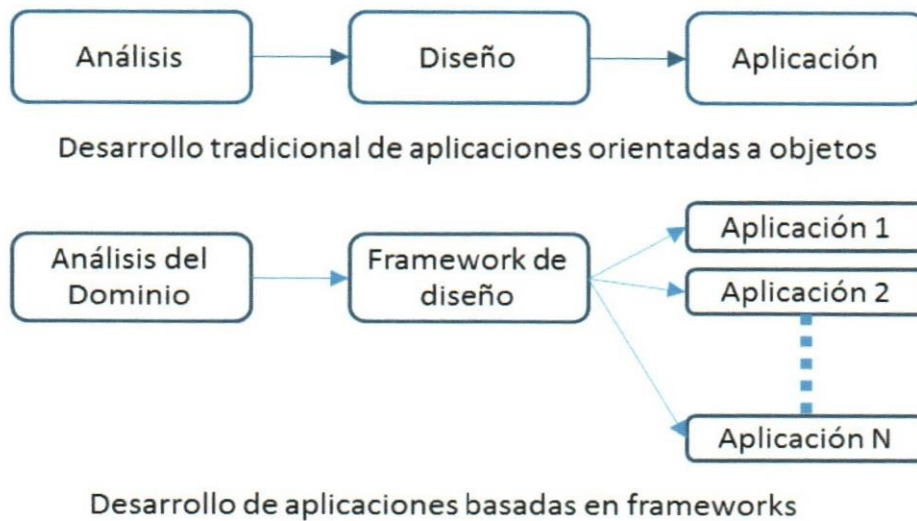 Análisis
Diseño
Aplicación
Desarrollo tradicional de aplicaciones orientadas a objetos
Análisis del
Dominio
Framework de
diseño
Aplicación 1
Aplicación 2
Aplicación N
Desarrollo de aplicaciones basadas en frameworks